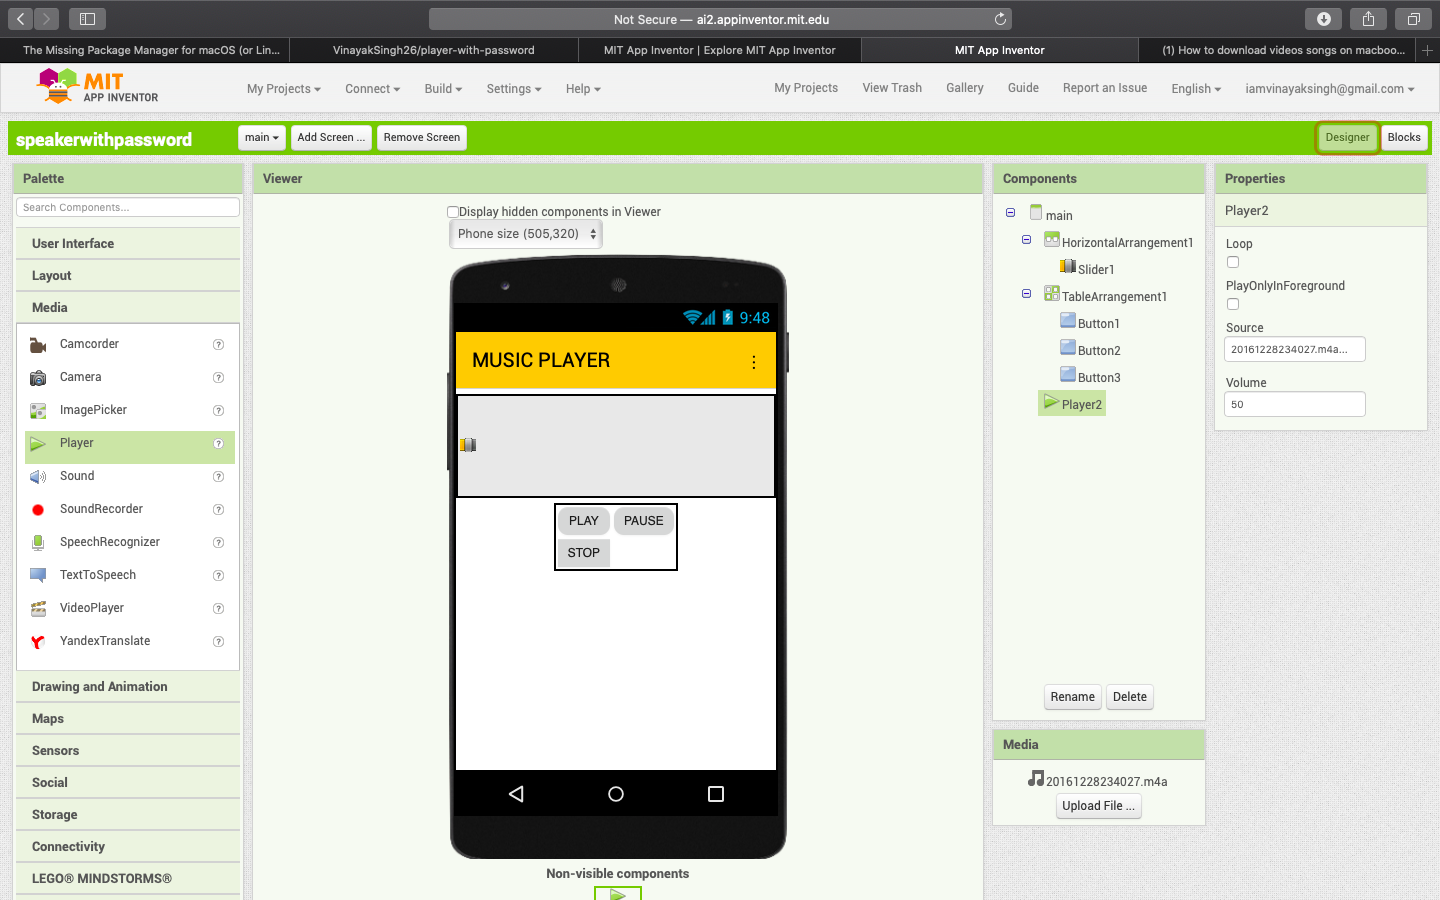 Not Secure — ai2.appinventor.mit.edu
The Missing Package Manager for macOS (or Lin...
VinayakSingh26/player-with-password
MIT App Inventor | Explore MIT App Inventor
MIT App Inventor
(1) How to download videos songs on macboo...
MIT
APP INVENTOR
My Projects
Connect
Build
Settings
Help
My Projects
View Trash
Gallery
Guide
Report an Issue
English
iamvinayaksingh@gmail.com
speakerwithpassword
main
Add Screen ...
Remove Screen
Designer
Blocks
Palette
Search Components...
User Interface
Layout
Media
Camcorder
Camera
ImagePicker
Player
Sound
SoundRecorder
SpeechRecognizer
TextToSpeech
VideoPlayer
YandexTranslate
Drawing and Animation
Maps
Sensors
Social
Storage
Connectivity
LEGO® MINDSTORMS®
Viewer
Display hidden components in Viewer
Phone size (505,320)
9:48
MUSIC PLAYER
PLAY
PAUSE
STOP
Non-visible components
Components
main
HorizontalArrangement1
Slider1
TableArrangement1
Button1
Button2
Button3
Player2
Rename
Delete
Media
20161228234027.m4a
Upload File ...
Properties
Player2
Loop
PlayOnlyInForeground
Source
20161228234027.m4a...
Volume
50